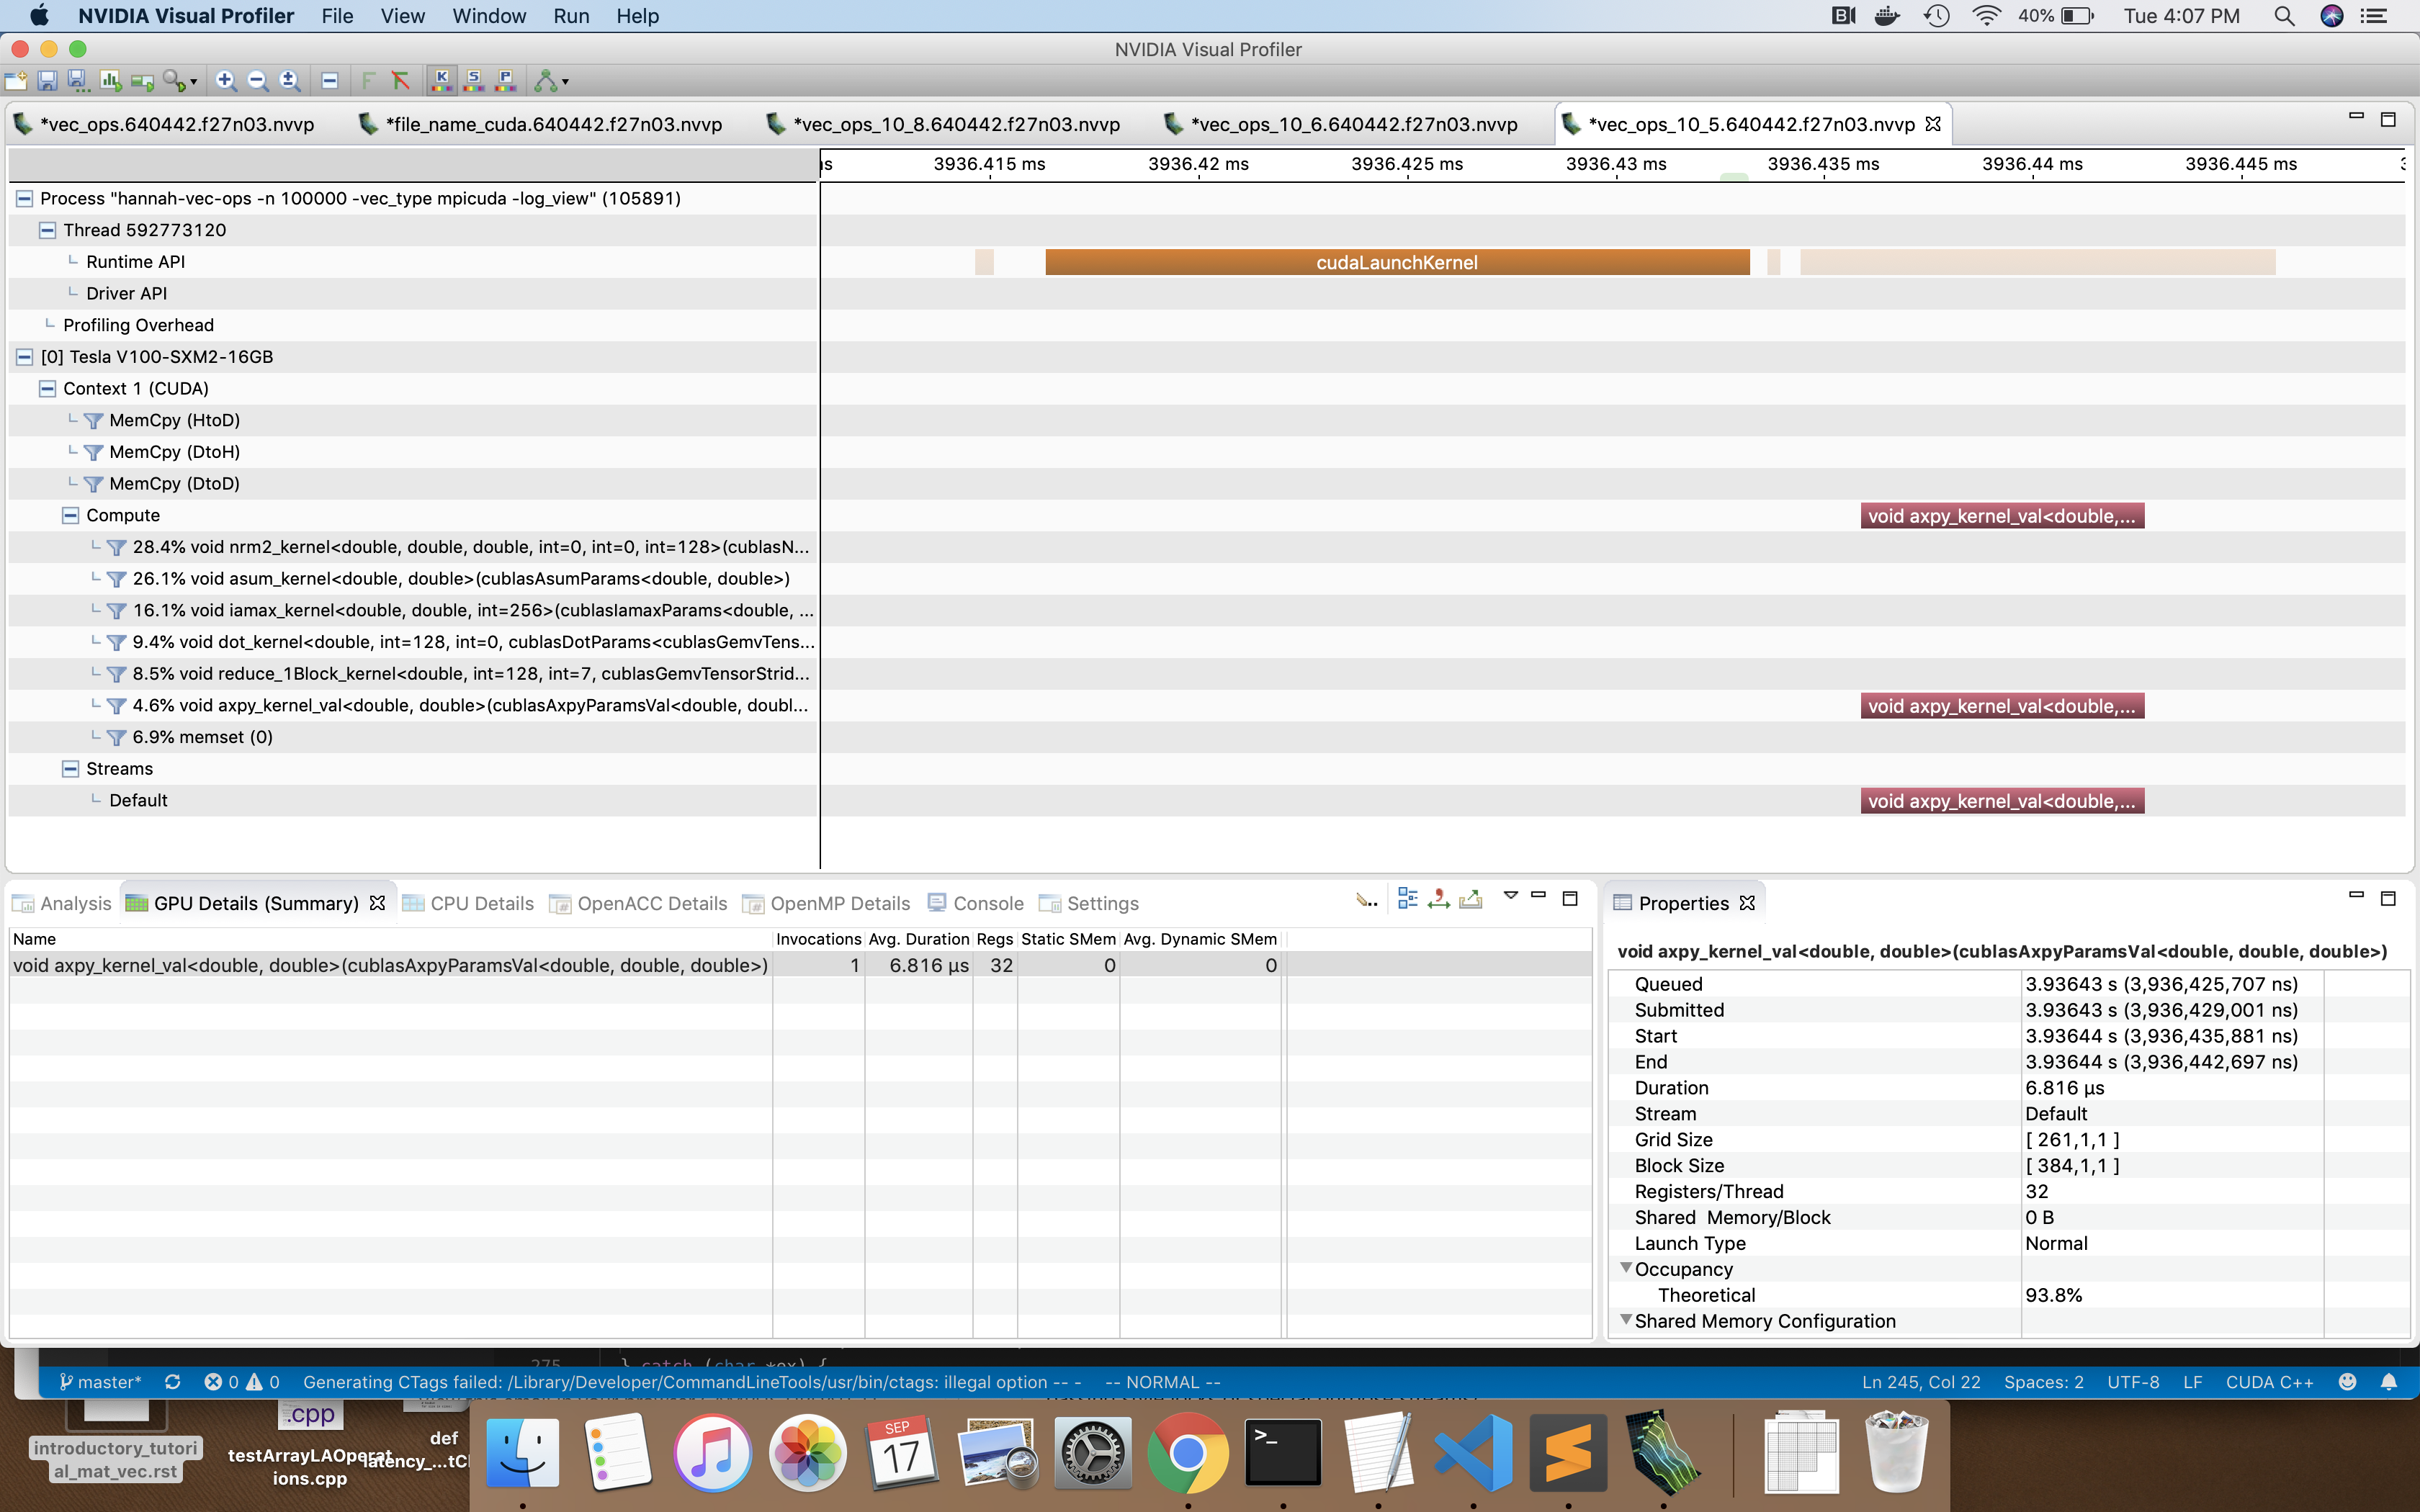 NVIDIA Visual Profiler File View Window Run Help 40% Tue 4:07 PM
NVIDIA Visual Profiler
*vec_ops.640442.f27n03.nvvp *file_name_cuda.640442.f27n03.nvvp *vec_ops_10_8.640442.f27n03.nvvp *vec_ops_10_6.640442.f27n03.nvvp *vec_ops_10_5.640442.f27n03.nvvp
3936.415 ms 3936.42 ms 3936.425 ms 3936.43 ms 3936.435 ms 3936.44 ms 3936.445 ms
Process "hannah-vec-ops -n 100000 -vec_type mpicuda -log_view" (105891)
Thread 592773120
Runtime API cudaLaunchKernel
Driver API
Profiling Overhead
[0] Tesla V100-SXM2-16GB
Context 1 (CUDA)
MemCpy (HtoD)
MemCpy (DtoH)
MemCpy (DtoD)
Compute void axpy_kernel_val<double,...
28.4% void nrm2_kernel<double, double, double, int=0, int=0, int=128>(cublasN...
26.1% void asum_kernel<double, double>(cublasAsumParams<double, double>)
16.1% void iamax_kernel<double, double, int=256>(cublasIamaxParams<double, ...
9.4% void dot_kernel<double, int=128, int=0, cublasDotParams<cublasGemvTens...
8.5% void reduce_1Block_kernel<double, int=128, int=7, cublasGemvTensorStrid...
4.6% void axpy_kernel_val<double, double>(cublasAxpyParamsVal<double, doubl... void axpy_kernel_val<double,...
6.9% memset (0)
Streams
Default void axpy_kernel_val<double,...
Analysis GPU Details (Summary) CPU Details OpenACC Details OpenMP Details Console Settings
Name Invocations Avg. Duration Regs Static SMem Avg. Dynamic SMem
void axpy_kernel_val<double, double>(cublasAxpyParamsVal<double, double, double>) 1 6.816 µs 32 0 0
Properties
void axpy_kernel_val<double, double>(cublasAxpyParamsVal<double, double, double>)
Queued 3.93643 s (3,936,425,707 ns)
Submitted 3.93643 s (3,936,429,001 ns)
Start 3.93644 s (3,936,435,881 ns)
End 3.93644 s (3,936,442,697 ns)
Duration 6.816 µs
Stream Default
Grid Size [ 261,1,1 ]
Block Size [ 384,1,1 ]
Registers/Thread 32
Shared Memory/Block 0 B
Launch Type Normal
Occupancy
Theoretical 93.8%
Shared Memory Configuration
275 } catch (char *ex) {
master* 0 0 Generating CTags failed: /Library/Developer/CommandLineTools/usr/bin/ctags: illegal option -- - -- NORMAL -- Ln 245, Col 22 Spaces: 2 UTF-8 LF CUDA C++
.cpp
introductory_tutori
al_mat_vec.rst
testArrayLAOperat
ions.cpp
def
latency_...tC
SEP
17